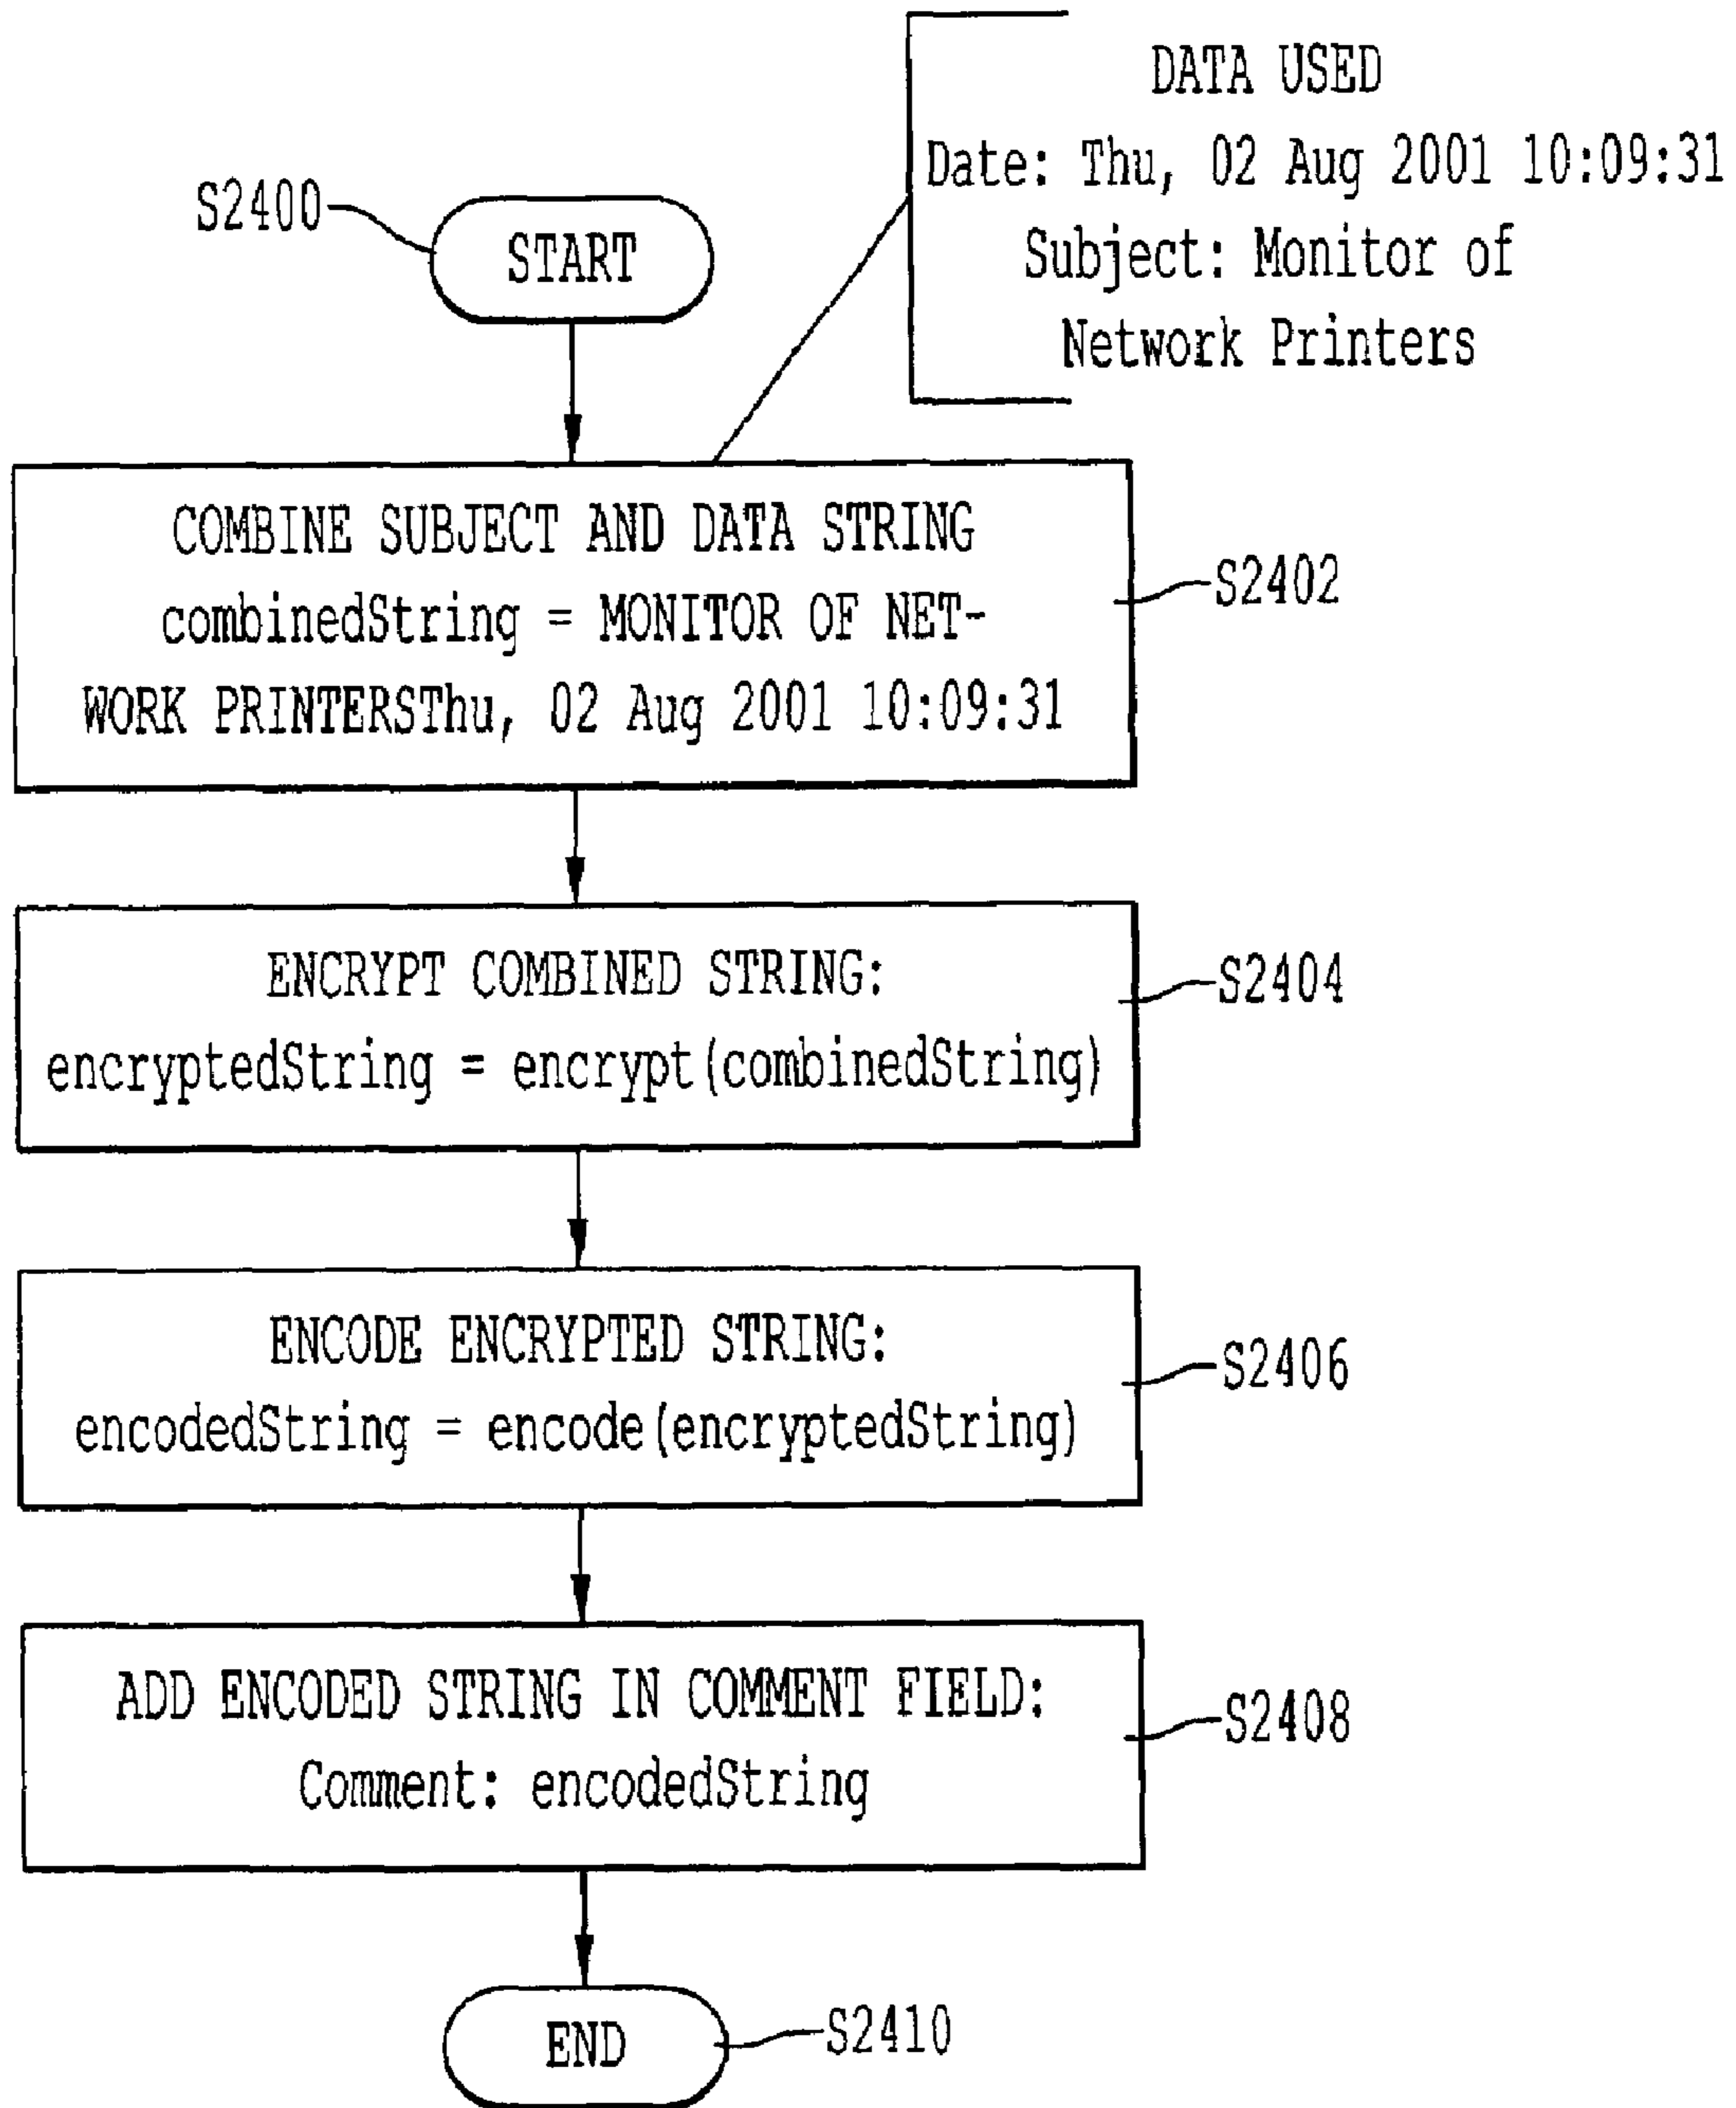 DATA USED
Date: Thu, 02 Aug 2001 10:09:31
Subject: Monitor of
Network Printers
S2400
START
COMBINE SUBJECT AND DATA STRING
combinedString = MONITOR OF NET-
WORK PRINTERSThu, 02 Aug 2001 10:09:31
S2402
ENCRYPT COMBINED STRING:
encryptedString = encrypt(combinedString)
S2404
ENCODE ENCRYPTED STRING:
encodedString = encode(encryptedString)
S2406
ADD ENCODED STRING IN COMMENT FIELD:
Comment: encodedString
S2408
END
S2410